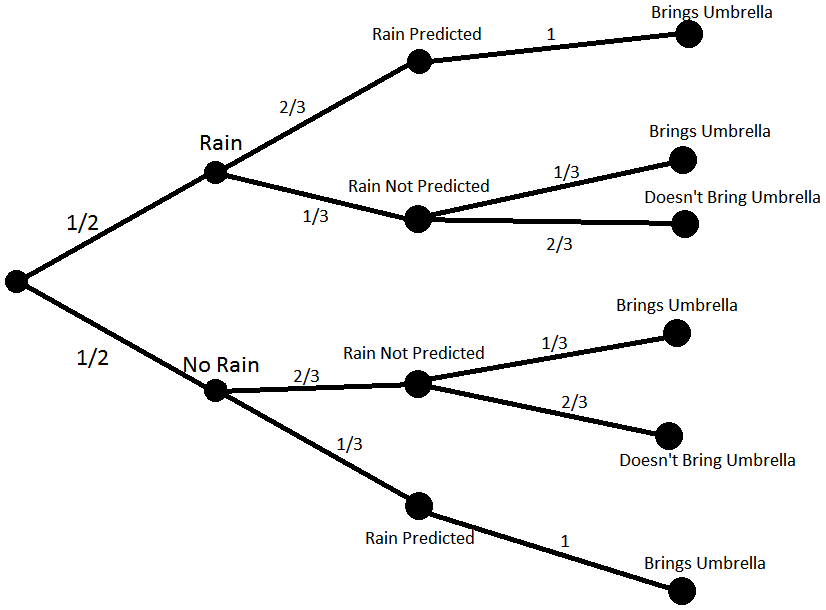 Brings Umbrella
Rain Predicted
1
2/3
Rain
Brings Umbrella
1/3
Rain Not Predicted
Doesn't Bring Umbrella
1/3
1/2
2/3
Brings Umbrella
1/3
Rain Not Predicted
1/2
No Rain
2/3
2/3
1/3
Doesn't Bring Umbrella
Rain Predicted
1
Brings Umbrella